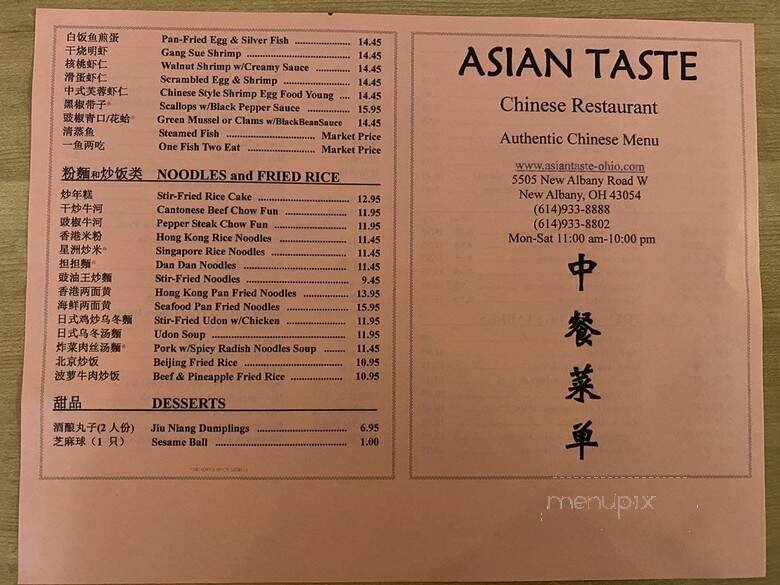 白饭鱼煎蛋 Pan-Fried Egg & Silver Fish 14.45
干烧明虾 Gang Sue Shrimp 14.45
核桃虾仁 Walnut Shrimp w/Creamy Sauce 14.45
滑蛋虾仁 Scrambled Egg & Shrimp 14.45
中式芙蓉虾仁 Chinese Style Shrimp Egg Food Young 14.45
黑椒带子* Scallops w/Black Pepper Sauce 15.95
豉椒青口/花蛤* Green Mussel or Clams w/BlackBeanSauce 14.45
清蒸鱼 Steamed Fish Market Price
一鱼两吃 One Fish Two Eat Market Price
粉麵和炒饭类 NOODLES and FRIED RICE
炒年糕 Stir-Fried Rice Cake 12.95
干炒牛河 Cantonese Beef Chow Fun 11.95
豉椒牛河 Pepper Steak Chow Fun 11.95
香港米粉 Hong Kong Rice Noodles 11.45
星洲炒米* Singapore Rice Noodles 11.45
担担麵* Dan Dan Noodles 11.45
豉油王炒麵 Stir-Fried Noodles 9.45
香港两面黄 Hong Kong Pan Fried Noodles 13.95
海鲜两面黄 Seafood Pan Fried Noodles 15.95
日式鸡炒乌冬麵 Stir-Fried Udon w/Chicken 11.95
日式乌冬汤麵 Udon Soup 11.95
炸菜肉丝汤麵* Pork w/Spicy Radish Noodles Soup 11.45
北京炒饭 Beijing Fried Rice 10.95
波萝牛肉炒饭 Beef & Pineapple Fried Rice 10.95
甜品 DESSERTS
酒酿丸子(2 人份) Jiu Niang Dumplings 6.95
芝麻球（1 只） Sesame Ball 1.00
ASIAN TASTE
Chinese Restaurant
Authentic Chinese Menu
www.asiantaste-ohio.com
5505 New Albany Road W
New Albany, OH 43054
(614)933-8888
(614)933-8802
Mon-Sat 11:00 am-10:00 pm
中
餐
菜
单
menupix